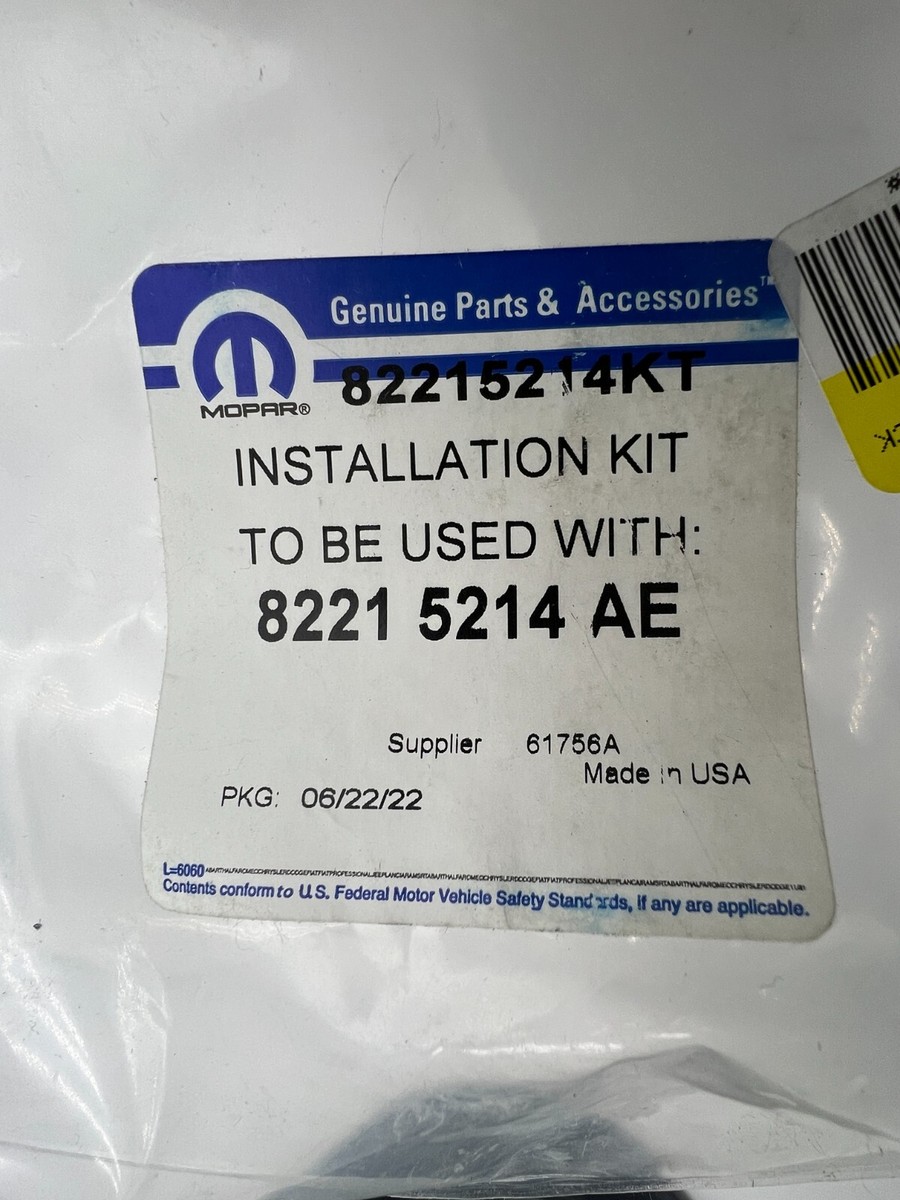 Genuine Parts & Accessories™
MOPAR®
82215214KT
INSTALLATION KIT
TO BE USED WITH:
8221 5214 AE
Supplier 61756A
Made in USA
PKG: 06/22/22
L=6060
Contents conform to U.S. Federal Motor Vehicle Safety Standards, if any are applicable.